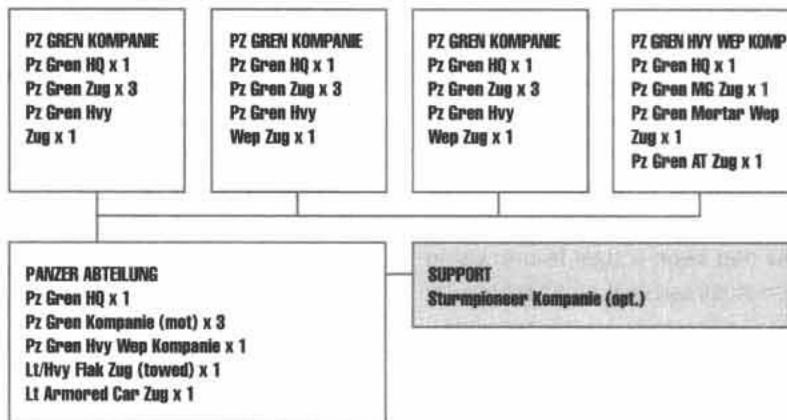 PZ GREN KOMPANIE
Pz Gren HQ x 1
Pz Gren Zug x 3
Pz Gren Hvy
Zug x 1
PZ GREN KOMPANIE
Pz Gren HQ x 1
Pz Gren Zug x 3
Pz Gren Hvy
Wep Zug x 1
PZ GREN KOMPANIE
Pz Gren HQ x 1
Pz Gren Zug x 3
Pz Gren Hvy
Wep Zug x 1
PZ GREN HVY WEP KOMP
Pz Gren HQ x 1
Pz Gren MG Zug x 1
Pz Gren Mortar Wep
Zug x 1
Pz Gren AT Zug x 1
PANZER ABTEILUNG
Pz Gren HQ x 1
Pz Gren Kompanie (mot) x 3
Pz Gren Hvy Wep Kompanie x 1
Lt/Hvy Flak Zug (towed) x 1
Lt Armored Car Zug x 1
SUPPORT
Sturmpioneer Kompanie (opt.)